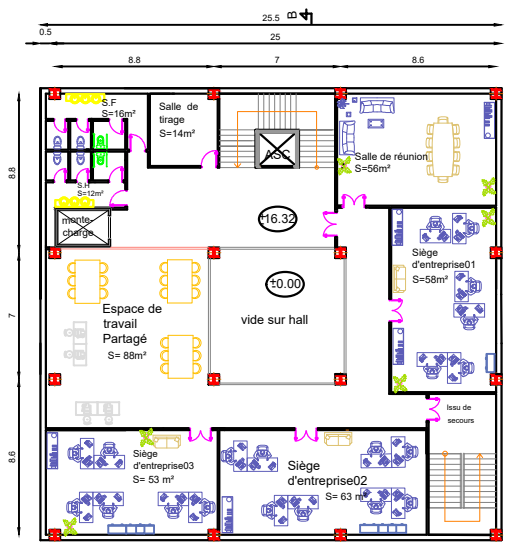 B
25.5
0.5
25
8.8
7
8.6
8.8
7
8.6
S.F
S=16m²
Salle de
tirage
S=14m²
ASC
Salle de réunion
S=56m²
S.H
S=12m²
monte-
charge
+16.32
±0.00
vide sur hall
Siège
d'entreprise01
S=58m²
Espace de
travail
Partagé
S= 88m²
Issu de
secours
Siège
d'entreprise03
S= 53 m²
Siège
d'entreprise02
S= 63 m²